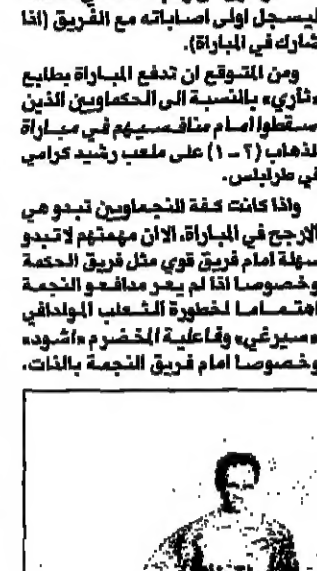 ليسجل اولى اصاباته مع الفريق (اذا
شارك في المباراة).
ومن المتوقع ان تدفع المباراة بطابع
«ثأري» بالنسبة الى الحكماويين الذين
سقطوا امام منافسيهم في مباراة
الذهاب (٢ - ١) على ملعب رشيد كرامي
في طرابلس.
واذا كانت كفة النجماويين تبدو هي
الارجح في المباراة، الا ان مهمتهم لا تبدو
سهلة امام فريق قوي مثل فريق الحكمة
وخصوصا اذا لم يعر مدافعو النجمة
اهتماما لخطورة الثعلب المولدافي
«سيرغي» وفاعلية المخضرم «اشود»
وخصوصا امام فريق النجمة بالذات.